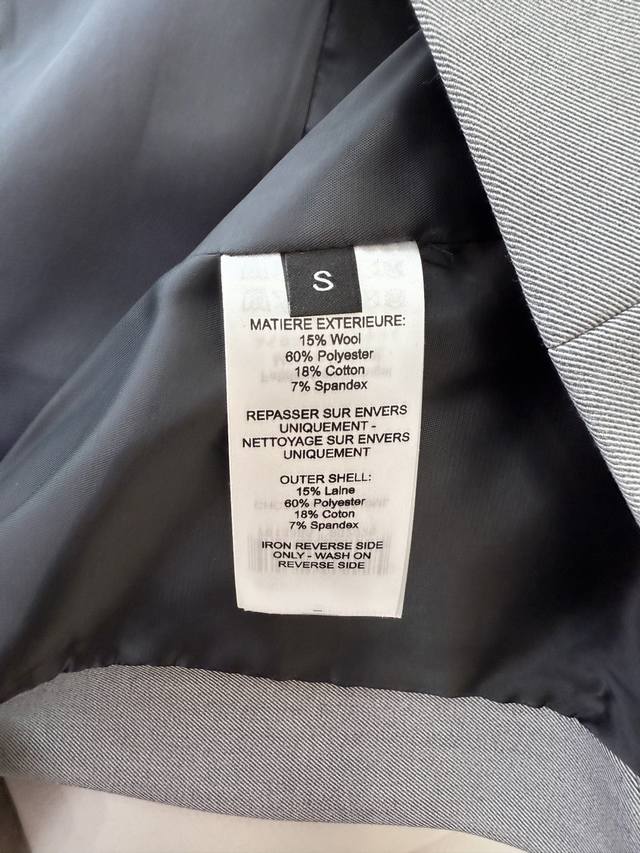 S
MATIERE EXTERIEURE:
15% Wool
60% Polyester
18% Cotton
7% Spandex
REPASSER SUR ENVERS
UNIQUEMENT -
NETTOYAGE SUR ENVERS
UNIQUEMENT
OUTER SHELL:
15% Laine
60% Polyester
18% Coton
7% Spandex
IRON REVERSE SIDE
ONLY - WASH ON
REVERSE SIDE